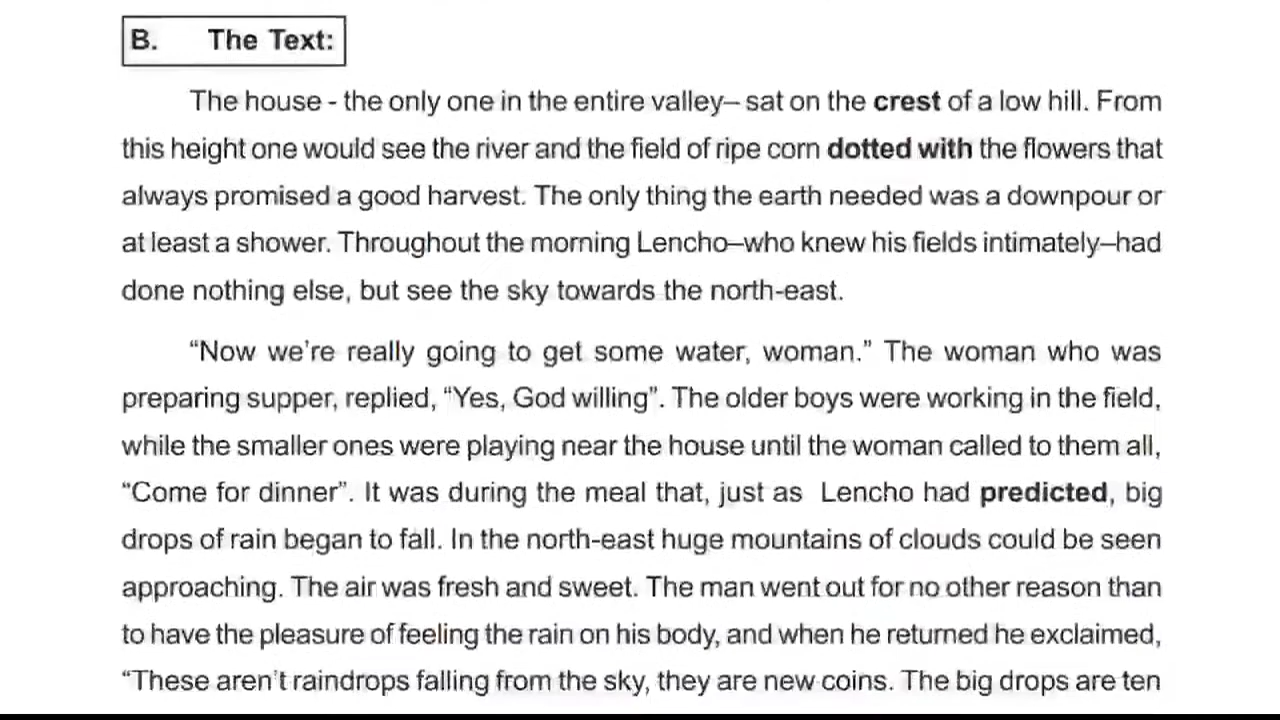 B. The Text:
The house - the only one in the entire valley– sat on the crest of a low hill. From
this height one would see the river and the field of ripe corn dotted with the flowers that
always promised a good harvest. The only thing the earth needed was a downpour or
at least a shower. Throughout the morning Lencho–who knew his fields intimately–had
done nothing else, but see the sky towards the north-east.
“Now we’re really going to get some water, woman.” The woman who was
preparing supper, replied, “Yes, God willing”. The older boys were working in the field,
while the smaller ones were playing near the house until the woman called to them all,
“Come for dinner”. It was during the meal that, just as Lencho had predicted, big
drops of rain began to fall. In the north-east huge mountains of clouds could be seen
approaching. The air was fresh and sweet. The man went out for no other reason than
to have the pleasure of feeling the rain on his body, and when he returned he exclaimed,
“These aren’t raindrops falling from the sky, they are new coins. The big drops are ten